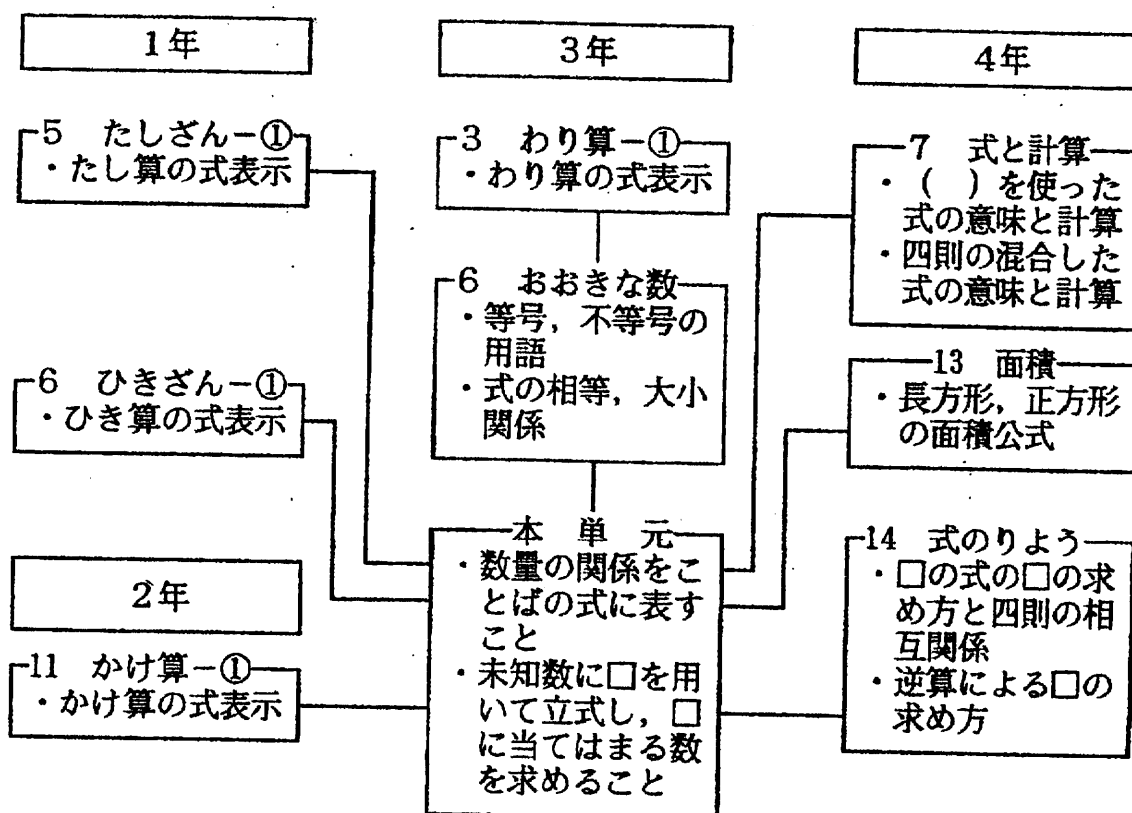 1年
5 たしざん-①
・たし算の式表示
6 ひきざん-①
・ひき算の式表示
2年
11 かけ算-①
・かけ算の式表示
3年
3 わり算-①
・わり算の式表示
6 おおきな数
・等号，不等号の
用語
・式の相等，大小
関係
本単元
・数量の関係をこ
とばの式に表す
こと
・未知数に□を用
いて立式し，□
に当てはまる数
を求めること
4年
7 式と計算
・( )を使った
式の意味と計算
・四則の混合した
式の意味と計算
13 面積
・長方形，正方形
の面積公式
14 式のりよう
・□の式の□の求
め方と四則の相
互関係
・逆算による□の
求め方